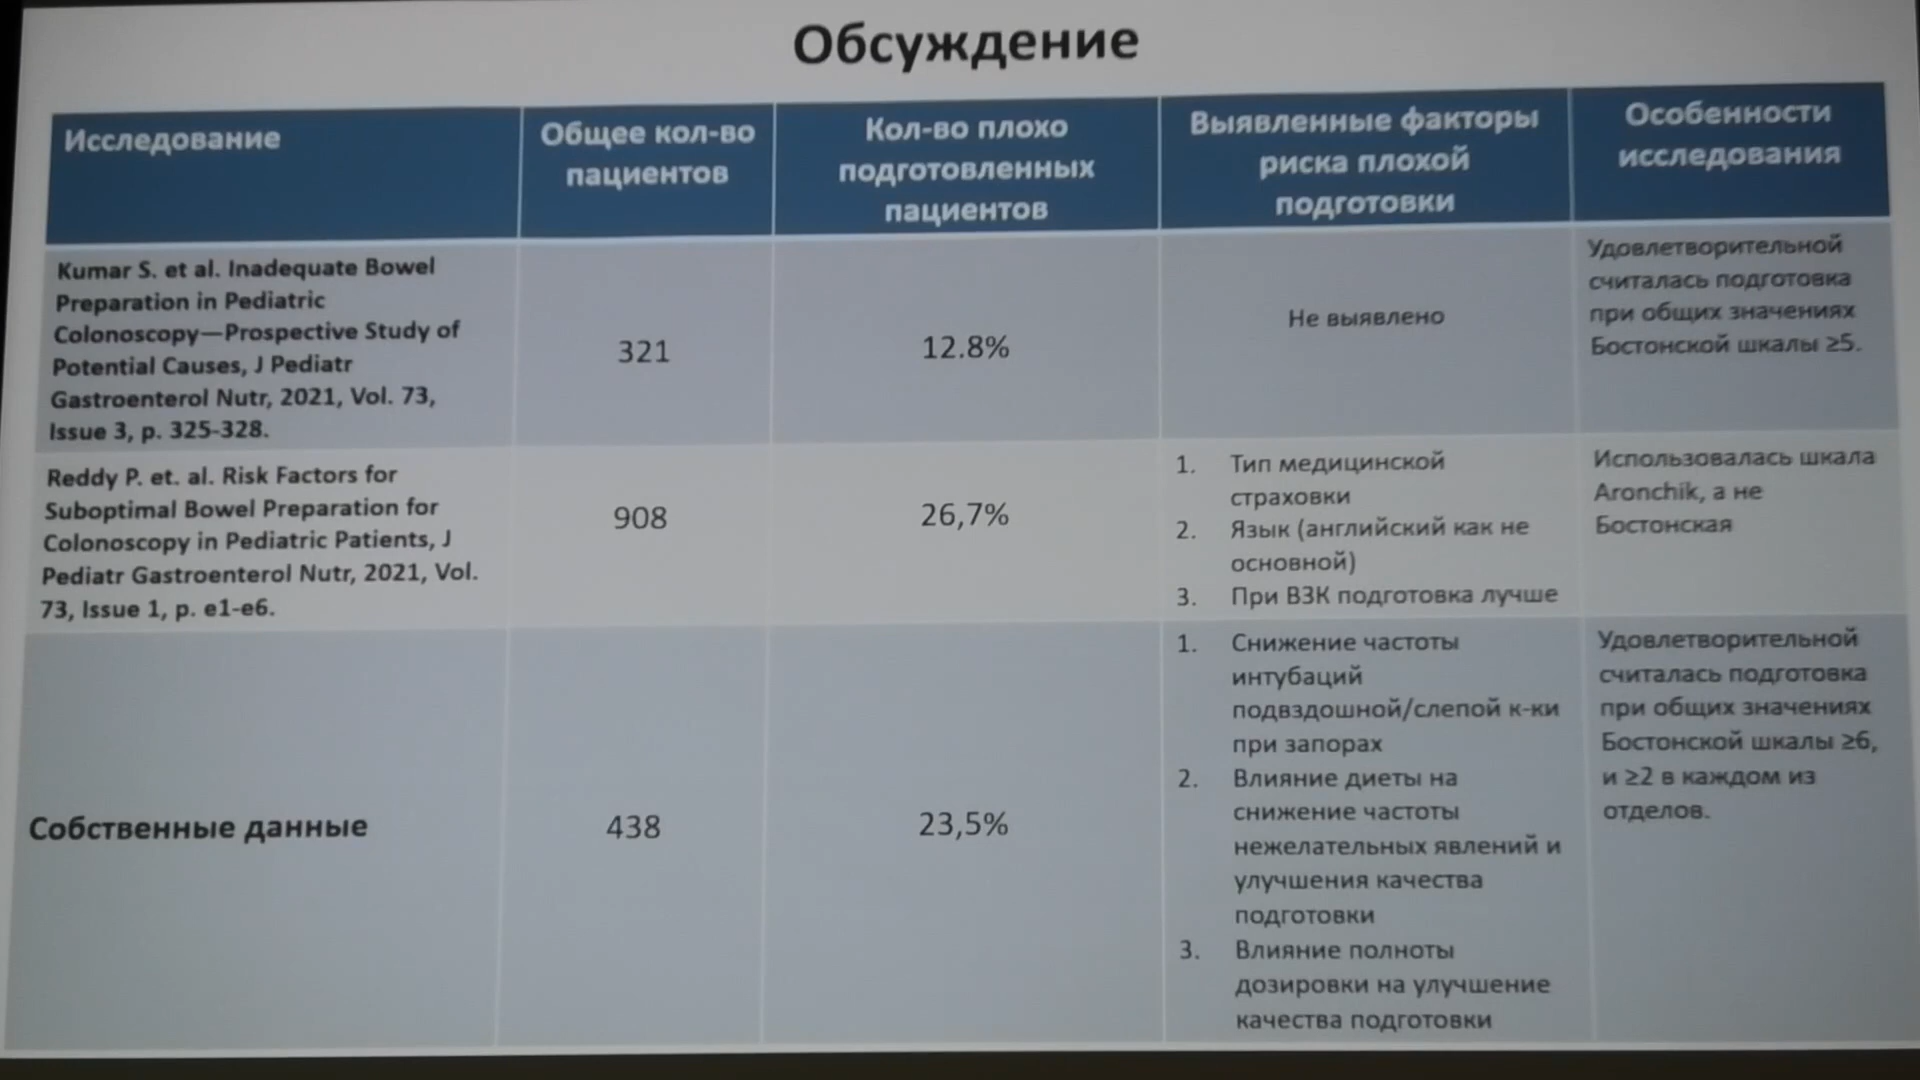 Обсуждение
Исследование
Общее кол-во
пациентов
Кол-во плохо
подготовленных
пациентов
Выявленные факторы
риска плохой
подготовки
Особенности
исследования
Kumar S. et al. Inadequate Bowel
Preparation in Pediatric
Colonoscopy—Prospective Study of
Potential Causes, J Pediatr
Gastroenterol Nutr, 2021, Vol. 73,
Issue 3, p. 325-328.
321
12.8%
Не выявлено
Удовлетворительной
считалась подготовка
при общих значениях
Бостонской шкалы ≥5.
Reddy P. et. al. Risk Factors for
Suboptimal Bowel Preparation for
Colonoscopy in Pediatric Patients, J
Pediatr Gastroenterol Nutr, 2021, Vol.
73, Issue 1, p. e1-e6.
908
26,7%
1. Тип медицинской
страховки
2. Язык (английский как не
основной)
3. При ВЗК подготовка лучше
Использовалась шкала
Aronchik, а не
Бостонская
Собственные данные
438
23,5%
1. Снижение частоты
интубаций
подвздошной/слепой к-ки
при запорах
2. Влияние диеты на
снижение частоты
нежелательных явлений и
улучшения качества
подготовки
3. Влияние полноты
дозировки на улучшение
качества подготовки
Удовлетворительной
считалась подготовка
при общих значениях
Бостонской шкалы ≥6,
и ≥2 в каждом из
отделов.